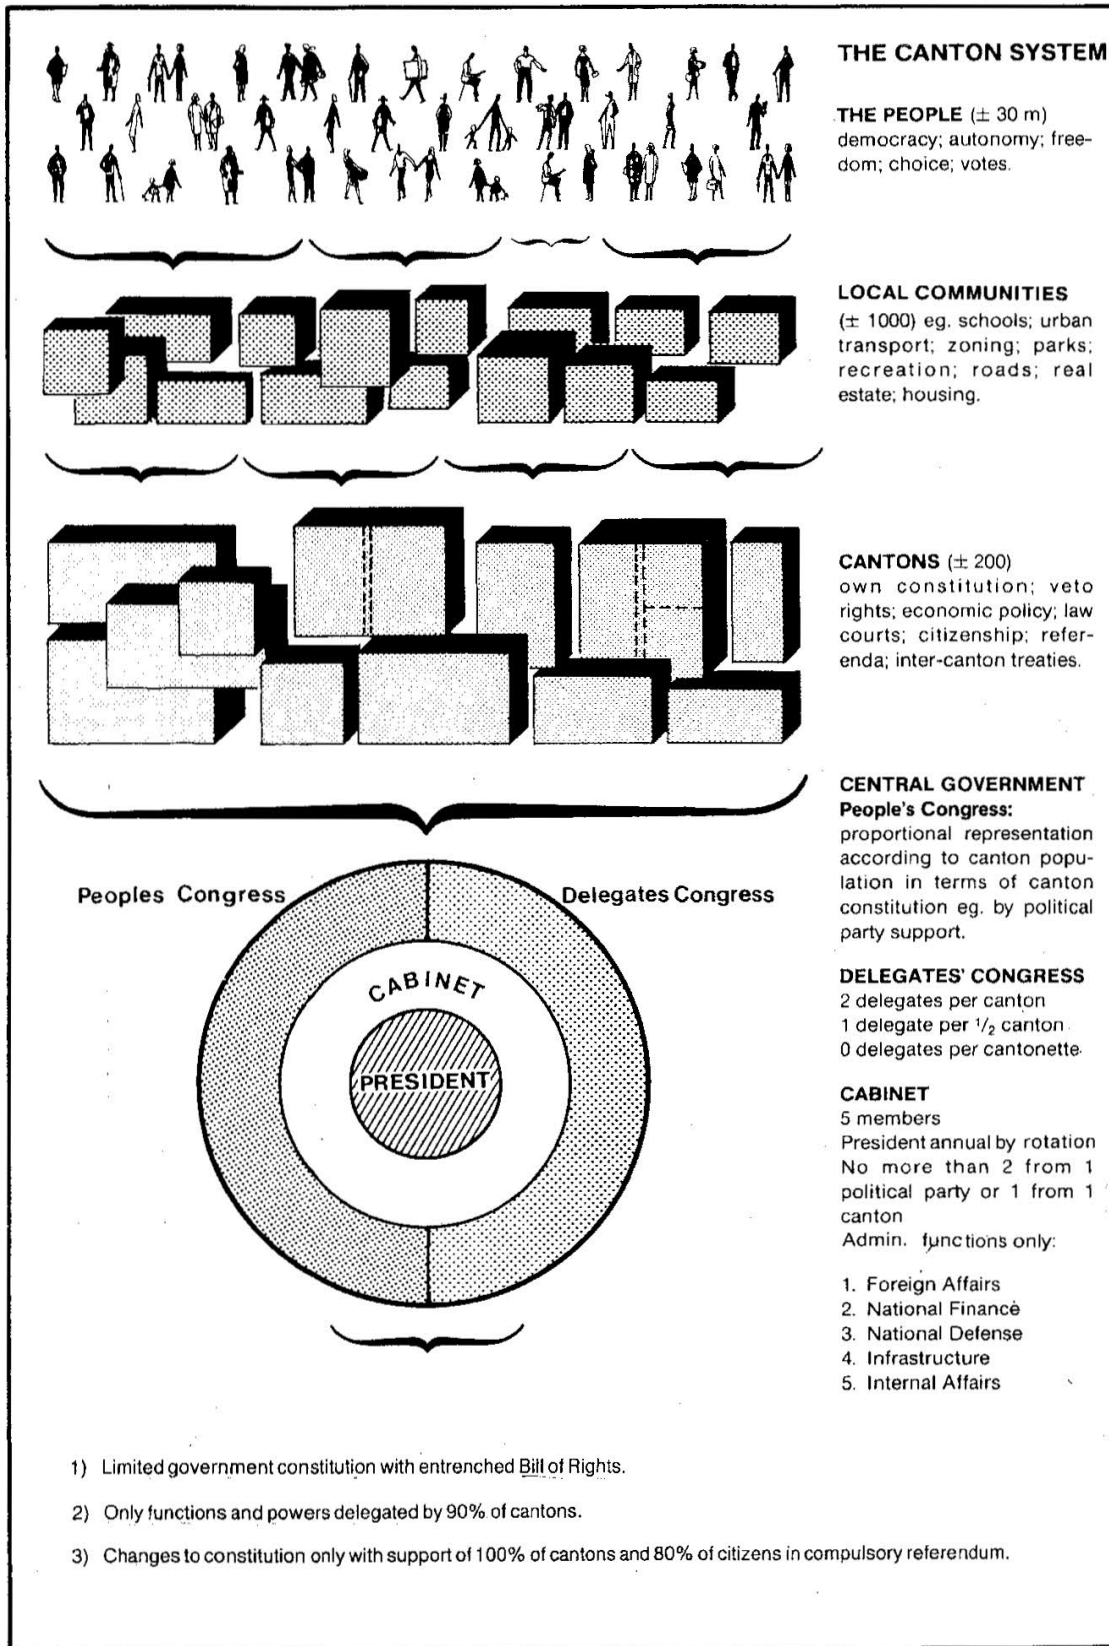 THE CANTON SYSTEM
THE PEOPLE (± 30 m)
democracy; autonomy; free-
dom; choice; votes.
LOCAL COMMUNITIES
(± 1000) eg. schools; urban
transport; zoning; parks;
recreation; roads; real
estate; housing.
CANTONS (± 200)
own constitution; veto
rights; economic policy; law
courts; citizenship; refer-
enda; inter-canton treaties.
CENTRAL GOVERNMENT
People's Congress:
proportional representation
according to canton popu-
lation in terms of canton
constitution eg. by political
party support.
Peoples Congress
Delegates Congress
CABINET
PRESIDENT
DELEGATES' CONGRESS
2 delegates per canton
1 delegate per 1/2 canton
0 delegates per cantonette
CABINET
5 members
President annual by rotation
No more than 2 from 1
political party or 1 from 1
canton
Admin. functions only:
1. Foreign Affairs
2. National Finance
3. National Defense
4. Infrastructure
5. Internal Affairs
1) Limited government constitution with entrenched Bill of Rights.
2) Only functions and powers delegated by 90% of cantons.
3) Changes to constitution only with support of 100% of cantons and 80% of citizens in compulsory referendum.